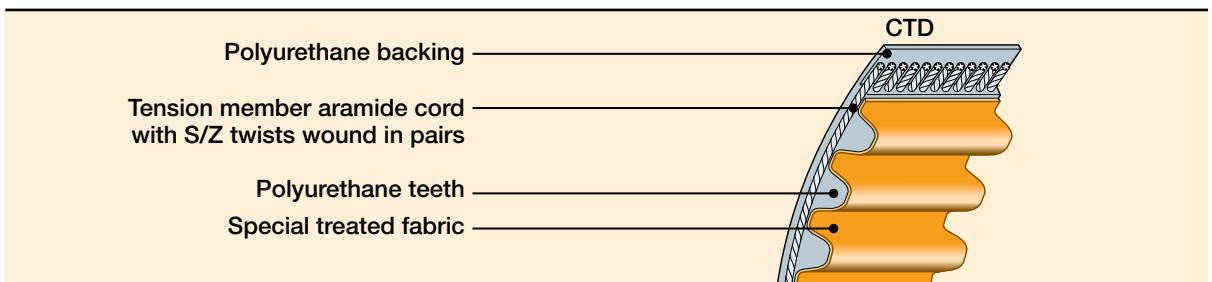 CTD
Polyurethane backing
Tension member aramide cord
with S/Z twists wound in pairs
Polyurethane teeth
Special treated fabric